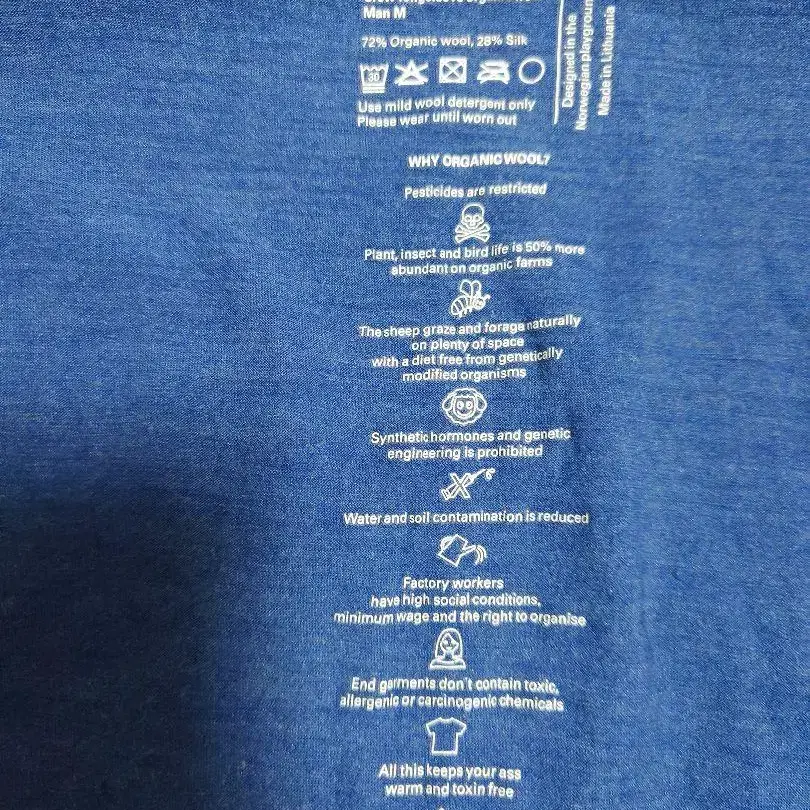 Man M
72% Organic wool, 28% Silk
30
Use mild wool detergent only
Please wear until worn out
Designed in the
Norwegian playground
Made in Lithuania
WHY ORGANIC WOOL?
Pesticides are restricted
Plant, insect and bird life is 50% more
abundant on organic farms
The sheep graze and forage naturally
on plenty of space
with a diet free from genetically
modified organisms
Synthetic hormones and genetic
engineering is prohibited
Water and soil contamination is reduced
Factory workers
have high social conditions,
minimum wage and the right to organise
End garments don't contain toxic,
allergenic or carcinogenic chemicals
All this keeps your ass
warm and toxin free